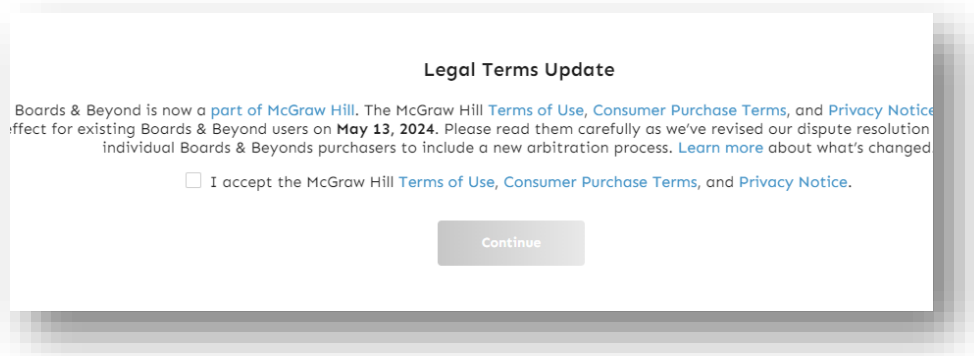 Legal Terms Update
Boards & Beyond is now a part of McGraw Hill. The McGraw Hill Terms of Use, Consumer Purchase Terms, and Privacy Notice
effect for existing Boards & Beyond users on May 13, 2024. Please read them carefully as we've revised our dispute resolution
individual Boards & Beyonds purchasers to include a new arbitration process. Learn more about what's changed.
I accept the McGraw Hill Terms of Use, Consumer Purchase Terms, and Privacy Notice.
Continue